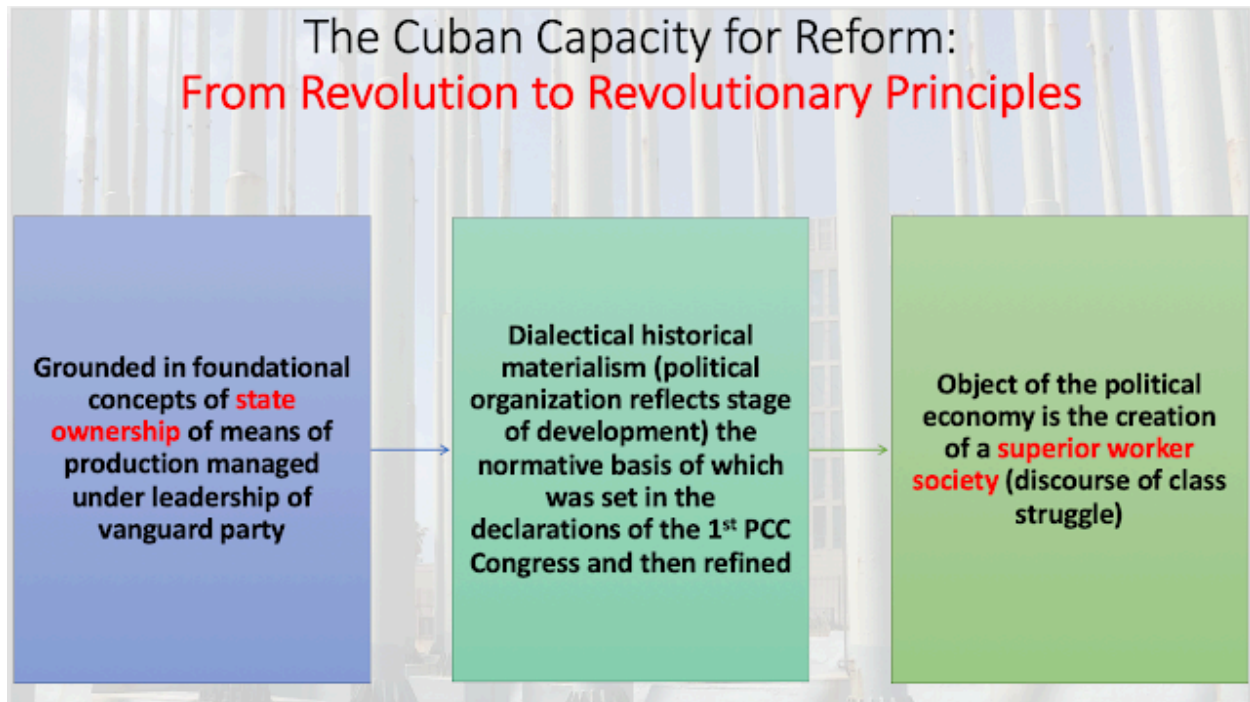 The Cuban Capacity for Reform:
From Revolution to Revolutionary Principles
Grounded in foundational
concepts of state
ownership of means of
production managed
under leadership of
vanguard party
Dialectical historical
materialism (political
organization reflects stage
of development) the
normative basis of which
was set in the
declarations of the 1st PCC
Congress and then refined
Object of the political
economy is the creation
of a superior worker
society (discourse of class
struggle)